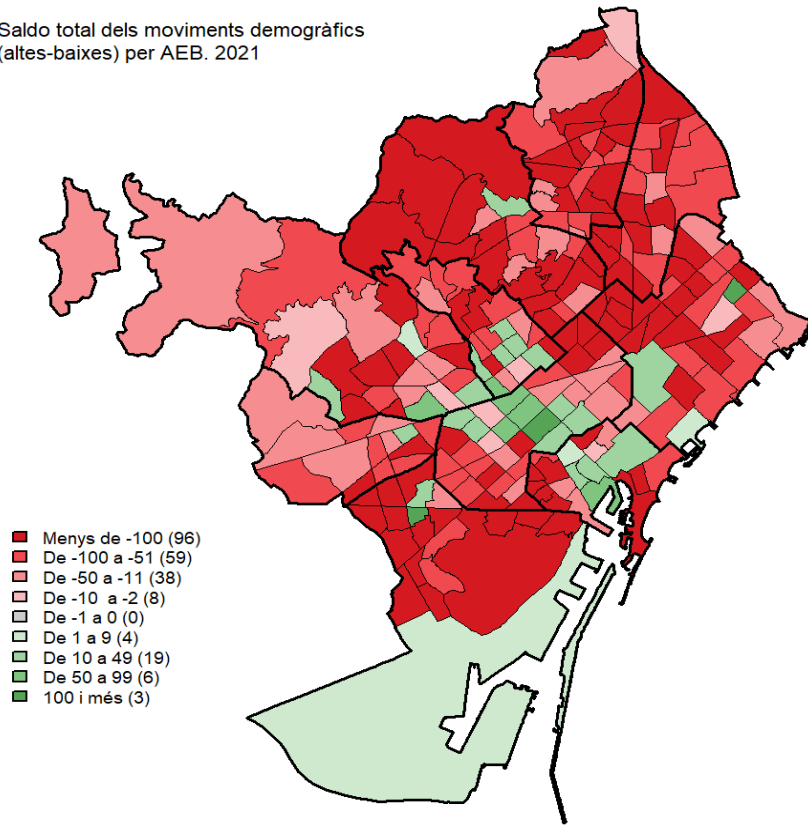 Saldo total dels moviments demogràfics
(altes-baixes) per AEB. 2021
Menys de -100 (96)
De -100 a -51 (59)
De -50 a -11 (38)
De -10 a -2 (8)
De -1 a 0 (0)
De 1 a 9 (4)
De 10 a 49 (19)
De 50 a 99 (6)
100 i més (3)